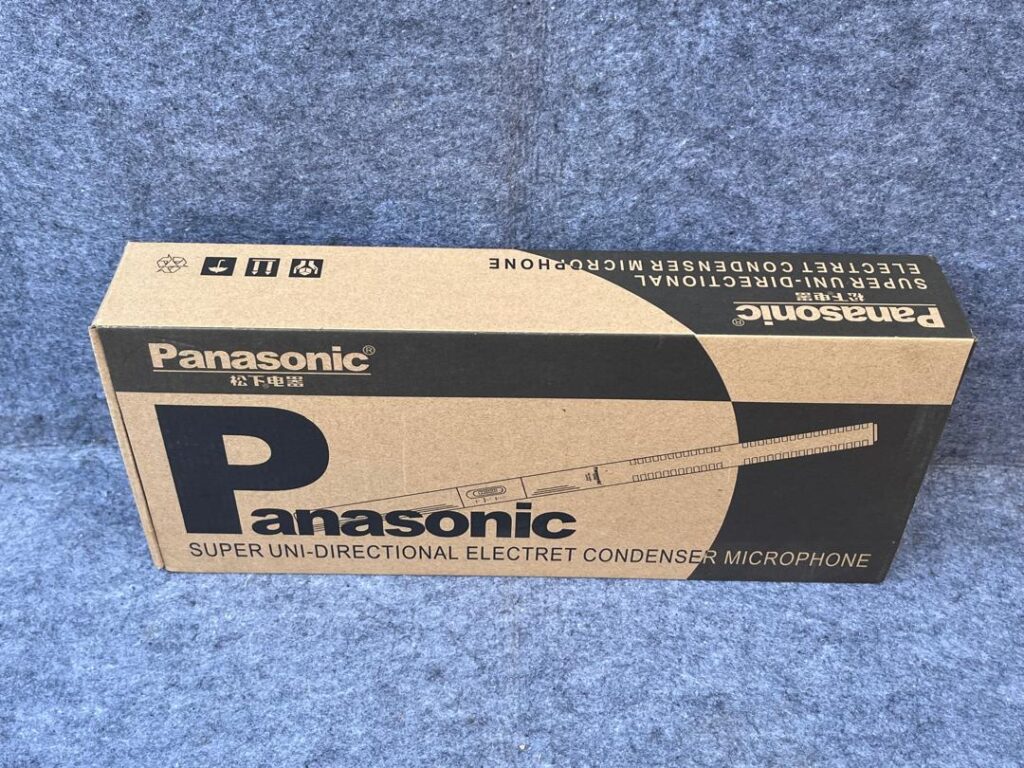 ELECTRET CONDENSER MICROPHONE
SUPER UNI-DIRECTIONAL
松下电器
Panasonic®
Panasonic®
松下电器
Panasonic
SUPER UNI-DIRECTIONAL ELECTRET CONDENSER MICROPHONE